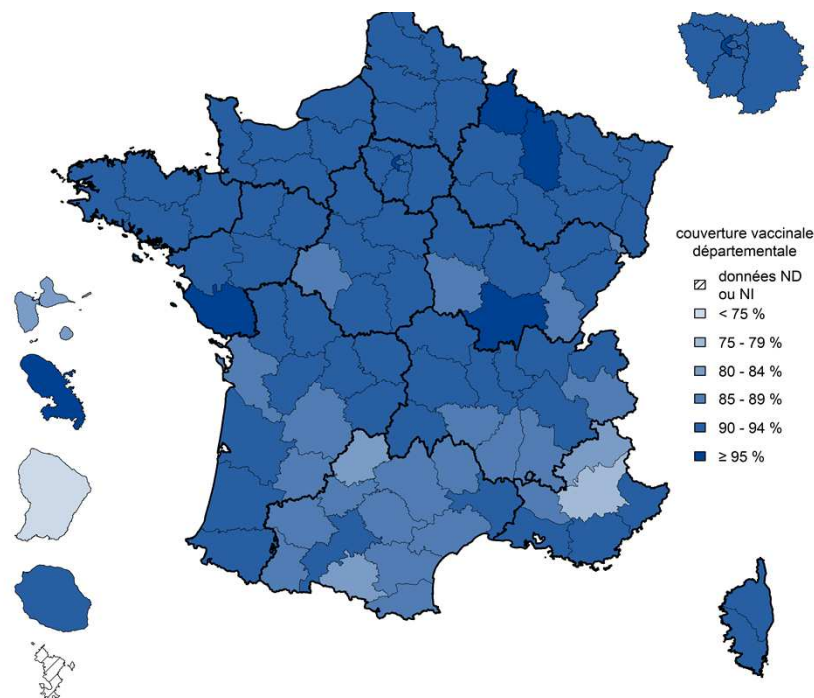 couverture vaccinale
départementale
données ND
ou NI
< 75 %
75 - 79 %
80 - 84 %
85 - 89 %
90 - 94 %
≥ 95 %